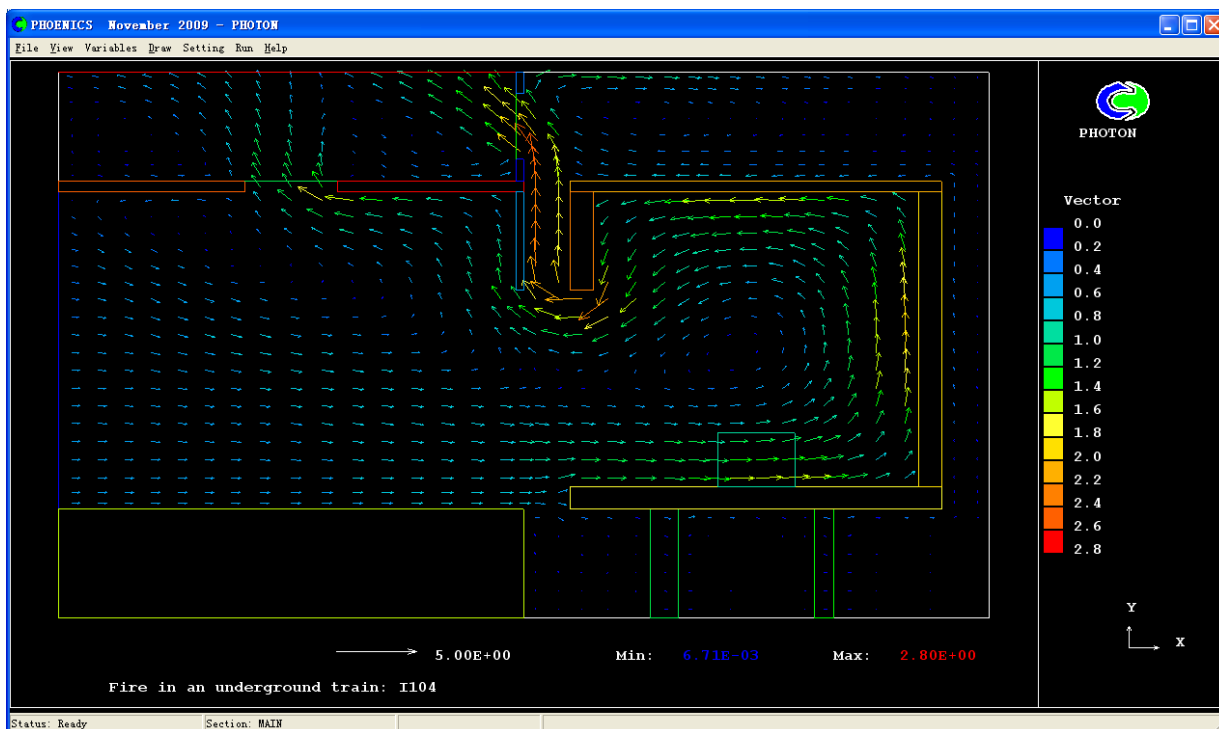 PHOENICS November 2009 - PHOTON
File View Variables Draw Setting Run Help
PHOTON
Vector
0.0
0.2
0.4
0.6
0.8
1.0
1.2
1.4
1.6
1.8
2.0
2.2
2.4
2.6
2.8
Y
X
5.00E+00 Min: 6.71E-03 Max: 2.80E+00
Fire in an underground train: I104
Status: Ready Section: MAIN